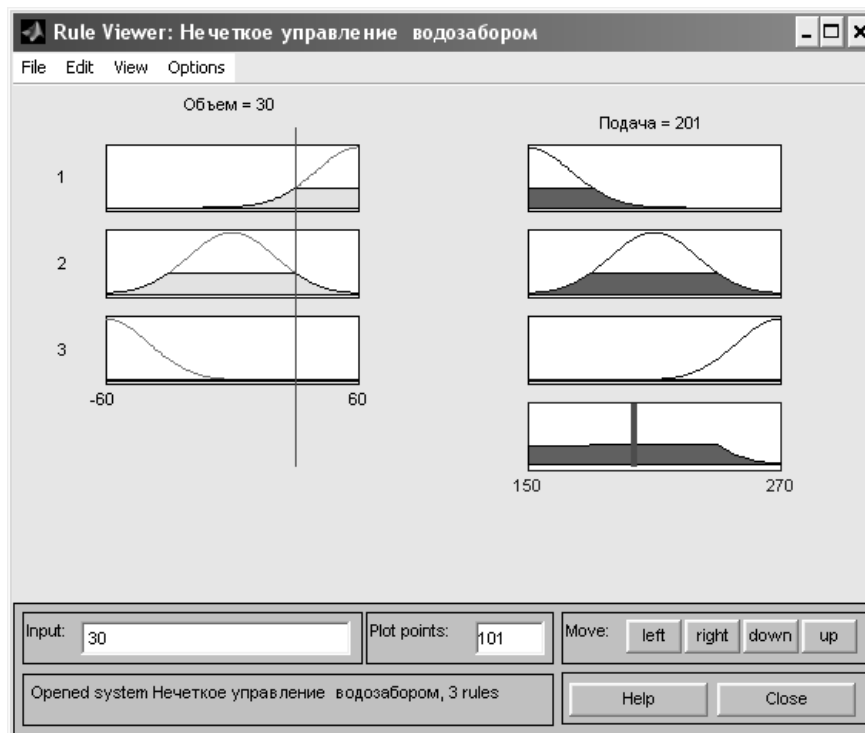 Rule Viewer: Нечеткое управление водозабором
File Edit View Options
Объем = 30
Подача = 201
1
2
3
-60 60
150 270
Input: 30
Plot points: 101
Move: left right down up
Opened system Нечеткое управление водозабором, 3 rules
Help Close